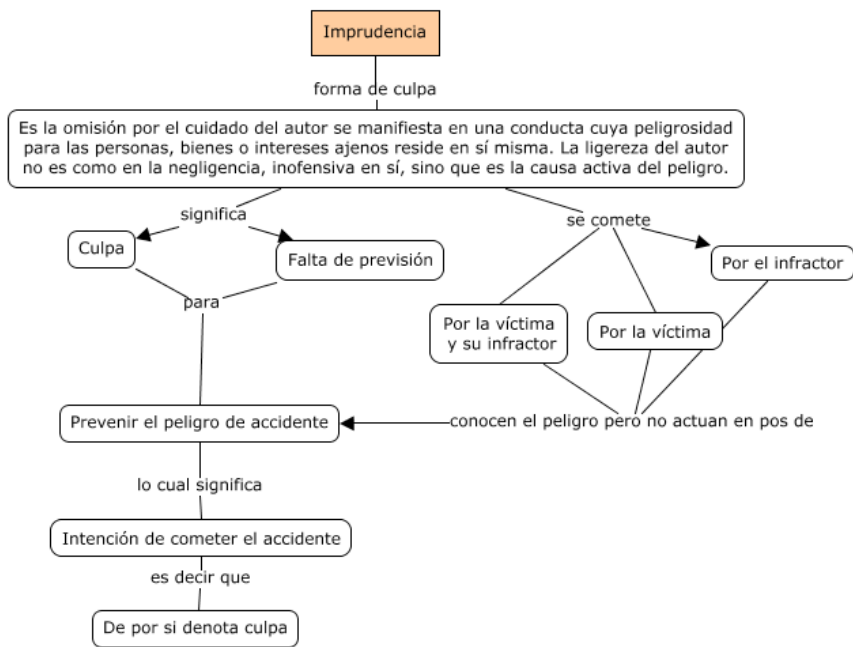 Imprudencia
forma de culpa
Es la omisión por el cuidado del autor se manifiesta en una conducta cuya peligrosidad
para las personas, bienes o intereses ajenos reside en sí misma. La ligereza del autor
no es como en la negligencia, inofensiva en sí, sino que es la causa activa del peligro.
significa
se comete
Culpa
Falta de previsión
Por el infractor
para
Por la víctima
y su infractor
Por la víctima
Prevenir el peligro de accidente
conocen el peligro pero no actuan en pos de
lo cual significa
Intención de cometer el accidente
es decir que
De por si denota culpa